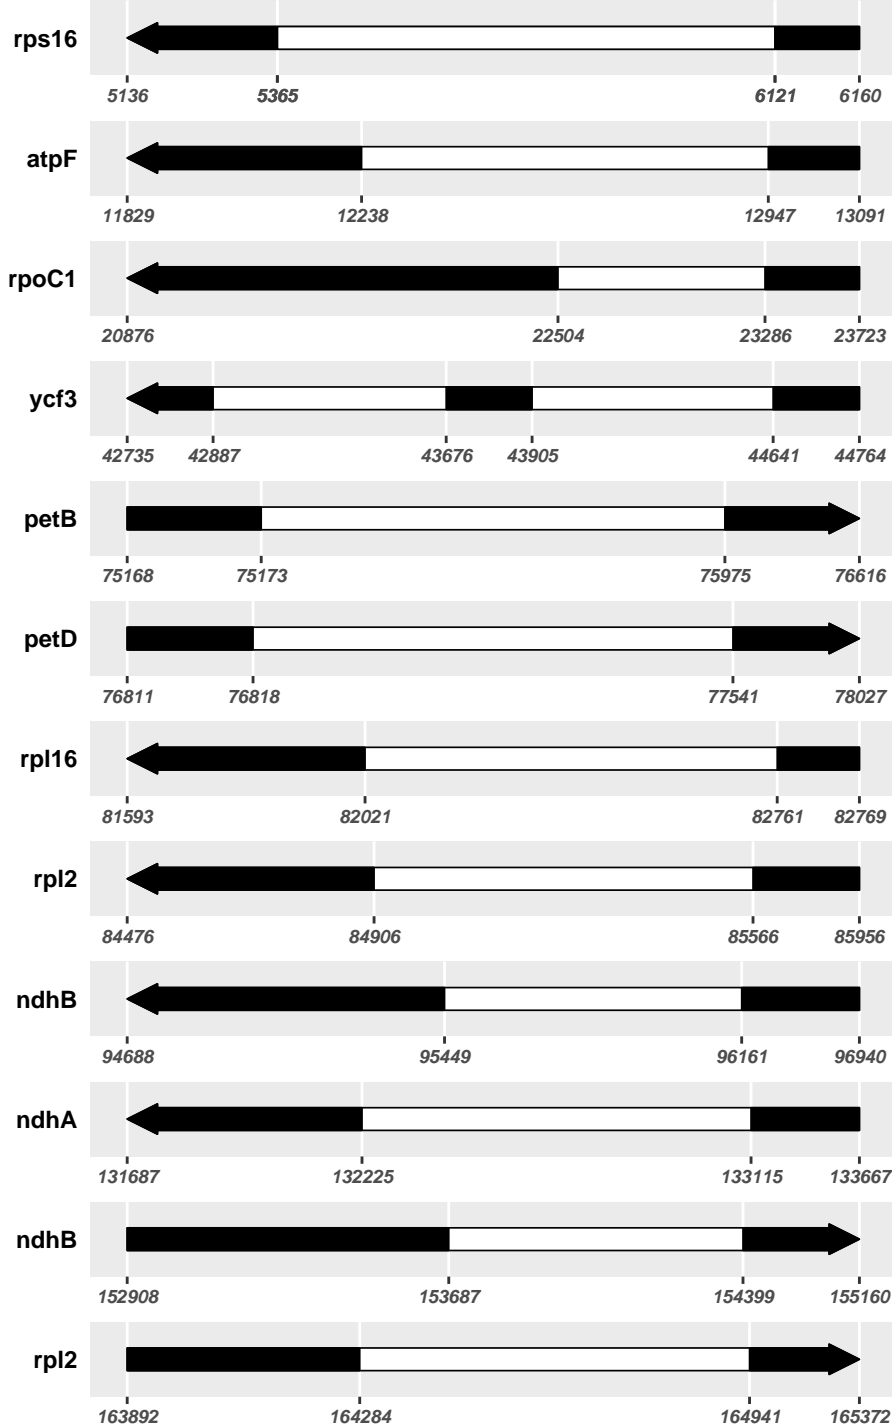 rps16
5136 5365 6121 6160
atpF
11829 12238 12947 13091
rpoC1
20876 22504 23286 23723
ycf3
42735 42887 43676 43905 44641 44764
petB
75168 75173 75975 76616
petD
76811 76818 77541 78027
rpl16
81593 82021 82761 82769
rpl2
84476 84906 85566 85956
ndhB
94688 95449 96161 96940
ndhA
131687 132225 133115 133667
ndhB
152908 153687 154399 155160
rpl2
163892 164284 164941 165372